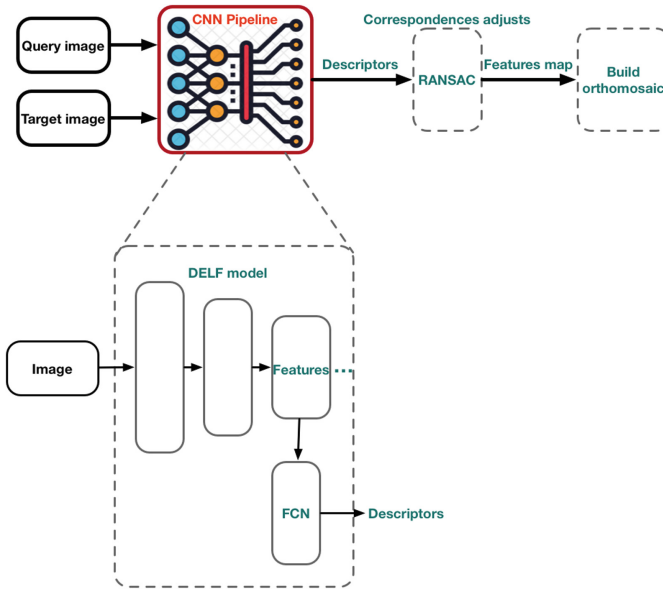 CNN Pipeline
Correspondences adjusts
Query image
Descriptors
RANSAC
Features map
Build
orthomosaic
Target image
DELF model
Image
Features ....
FCN
Descriptors